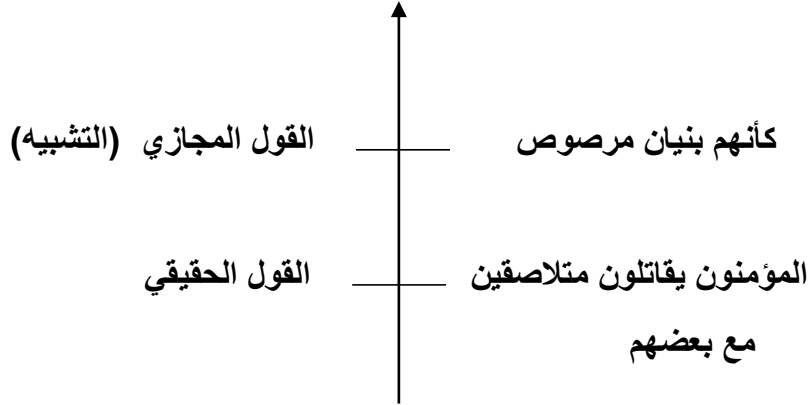 كأنهم بنيان مرصوص
القول المجازي (التشبيه)
المؤمنون يقاتلون متلاصقين
مع بعضهم
القول الحقيقي